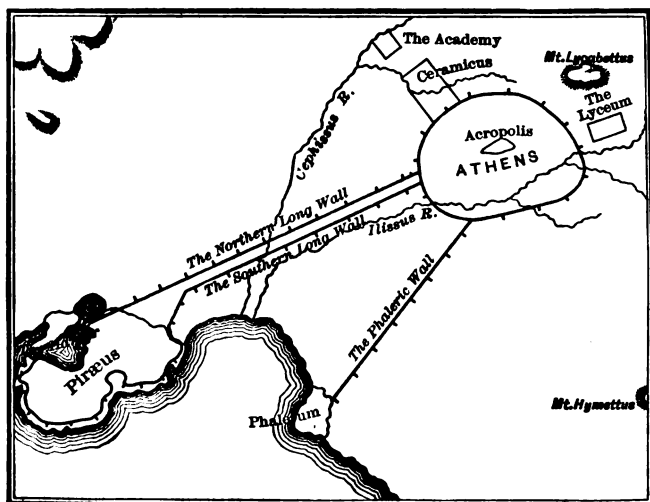 The Academy
Ceramicus
Mt. Lycabettus
The
Lyceum
Acropolis
ATHENS
Cephissus R.
The Northern Long Wall
The Southern Long Wall
Ilissus R.
The Phaleric Wall
Piræus
Phalerum
Mt. Hymettus